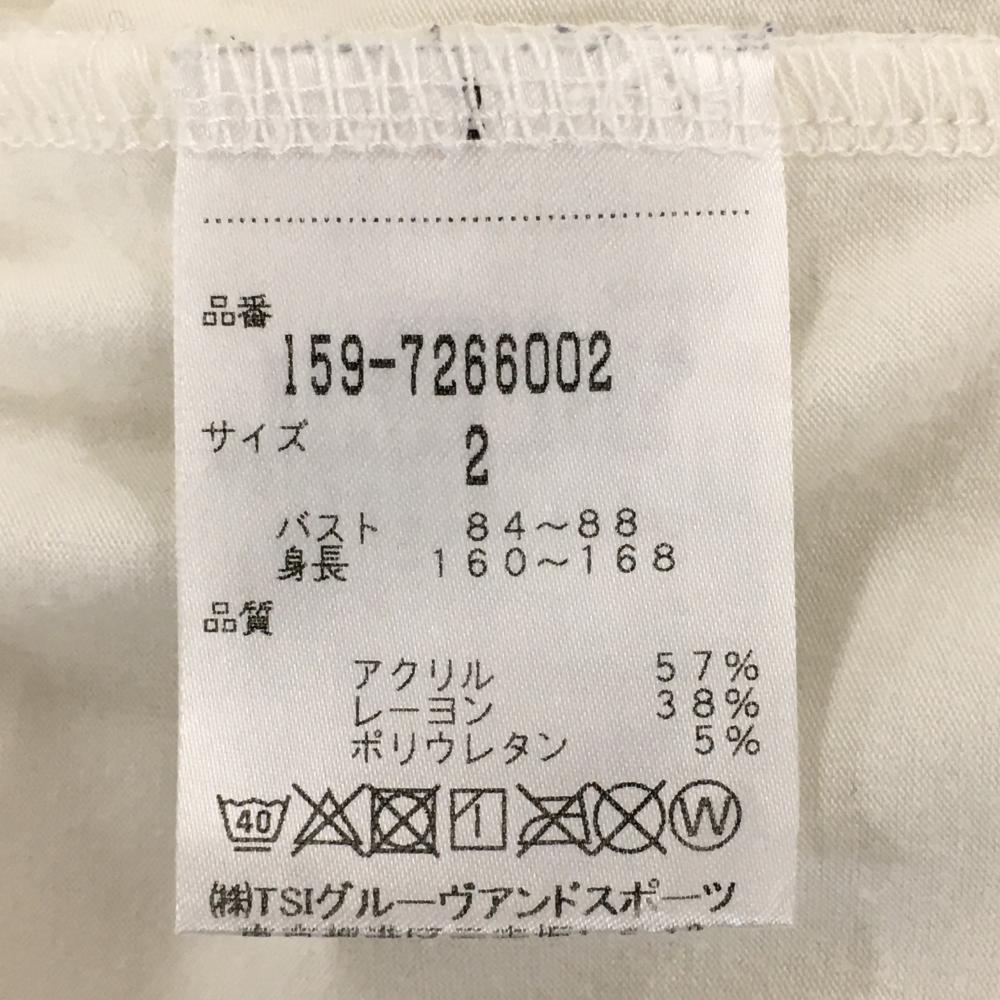 品番
159-7266002
サイズ 2
バスト 84～88
身長 160～168
品質
アクリル 57%
レーヨン 38%
ポリウレタン 5%
40 W
㈱TSIグルーヴアンドスポーツ